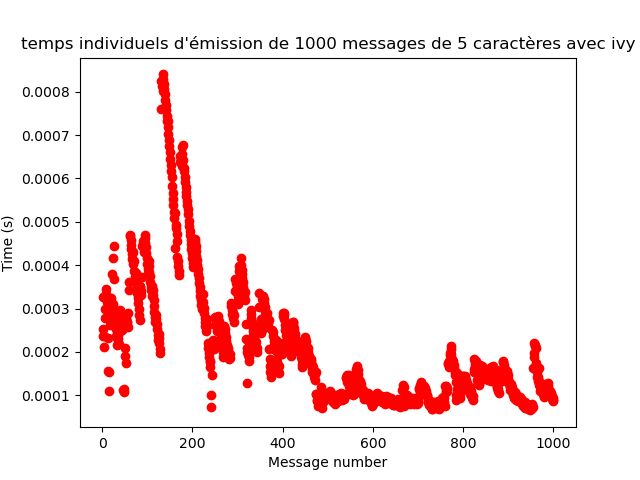 temps individuels d'émission de 1000 messages de 5 caractères avec ivy
0.0008
0.0007
0.0006
0.0005
0.0004
0.0003
0.0002
0.0001
Time (s)
0 200 400 600 800 1000
Message number